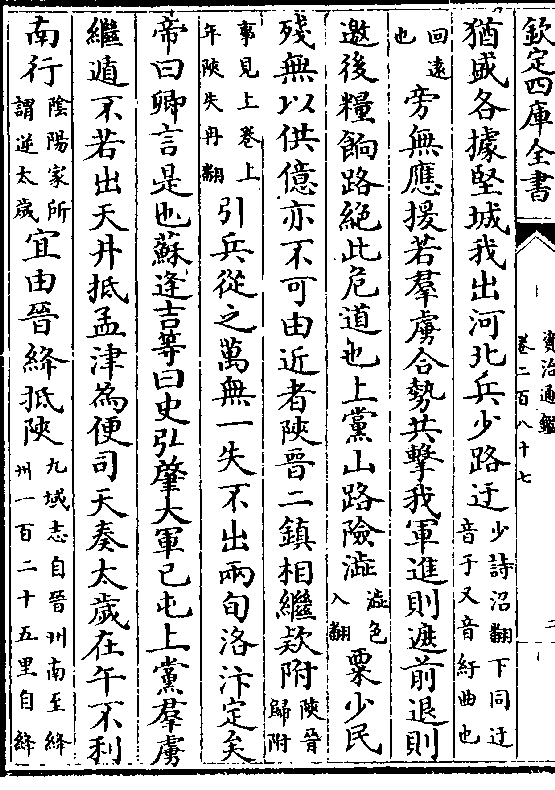 欽定四庫全書
資治通鑑
卷二百八十七
二
猶盛各據堅城我出河北兵少路迂少詩沼翻下同迂音于又音紆曲也
回遠也旁無應援若羣虜合勢共擊我軍進則遮前退則
邀後糧餉路絶此危道也上黨山路險澁澁色入翻粟少民
殘無以供億亦不可由近者陜晉二鎮相繼欵附陜晉歸附
事見上卷上年陜失冉翻引兵從之萬無一失不出兩旬洛汴定矣
帝曰卿言是也蘇逢吉等曰史弘肇大軍已屯上黨羣虜
繼遁不若出天井抵孟津為便司天奏太歲在午不利
南行陰陽家所謂逆太歲宜由晉絳抵陜九域志自晉州南至絳州一百二十五里自絳